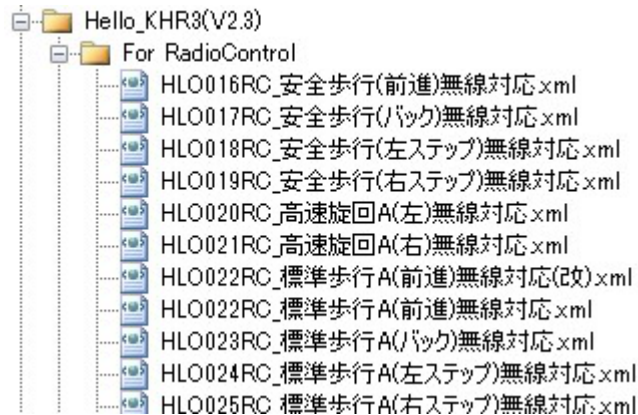 Hello_KHR3(V2.3)
For RadioControl
HLO016RC_安全歩行(前進)無線対応.xml
HLO017RC_安全歩行(バック)無線対応.xml
HLO018RC_安全歩行(左ステップ)無線対応.xml
HLO019RC_安全歩行(右ステップ)無線対応.xml
HLO020RC_高速旋回A(左)無線対応.xml
HLO021RC_高速旋回A(右)無線対応.xml
HLO022RC_標準歩行A(前進)無線対応(改).xml
HLO022RC_標準歩行A(前進)無線対応.xml
HLO023RC_標準歩行A(バック)無線対応.xml
HLO024RC_標準歩行A(左ステップ)無線対応.xml
HLO025RC_標準歩行A(右ステップ)無線対応.xml